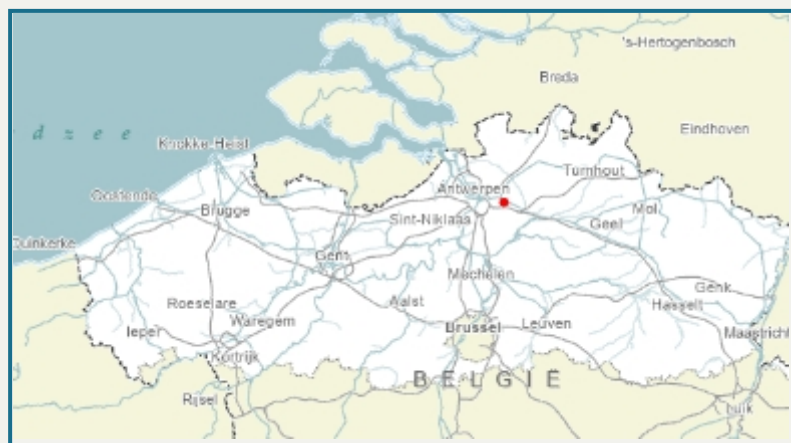 's-Hertogenbosch
Breda
dzee
Eindhoven
Knokke-Heist
Turnhout
Antwerpen
Oostende
Mol
Brugge
Sint-Niklaas
Geel
Duinkerke
Gent
Mechelen
Genk
Roeselare
Aalst
Hasselt
Ieper
Waregem
Brussel
Leuven
Maastricht
Kortrijk
BELGIË
Rijsel
Luik